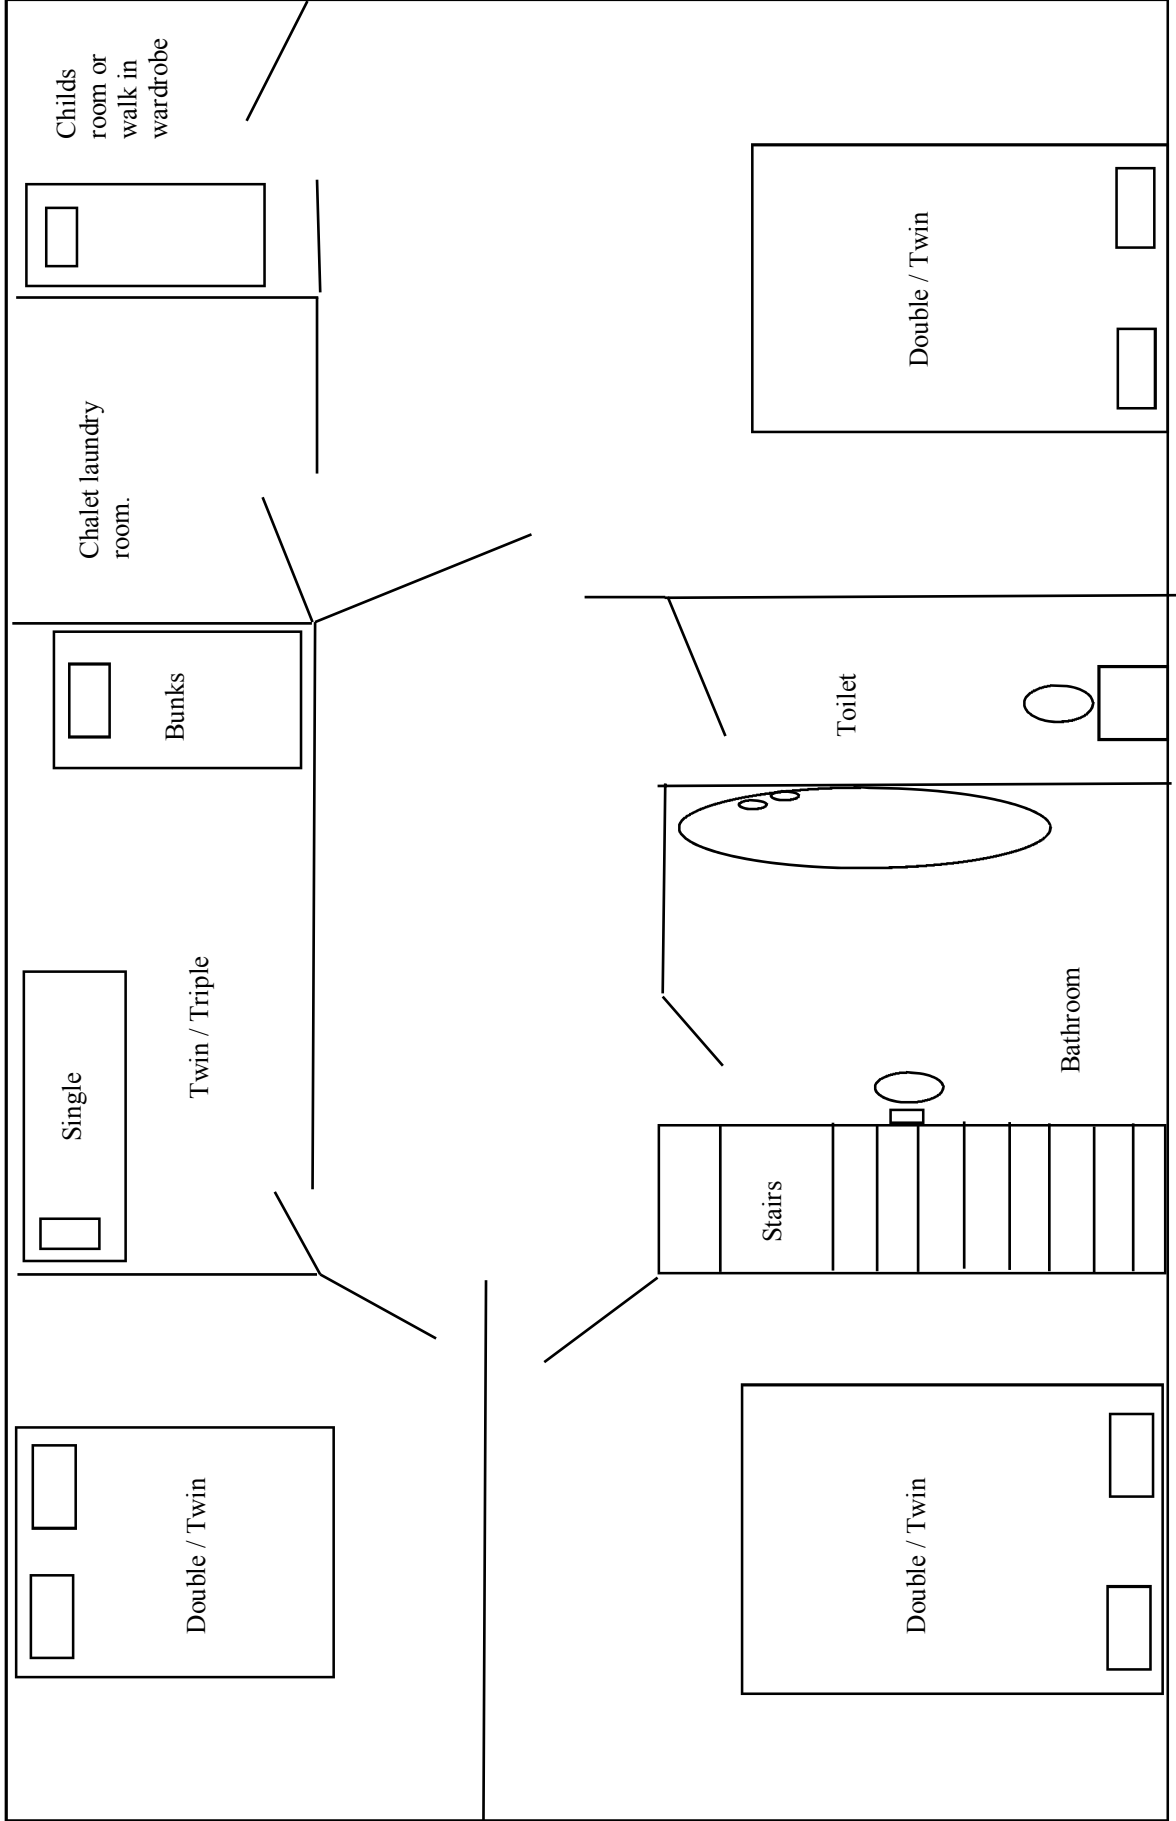 Childs
room or
walk in
wardrobe
Chalet laundry
room.
Double / Twin
Bunks
Toilet
Twin / Triple
Single
Bathroom
Stairs
Double / Twin
Double / Twin